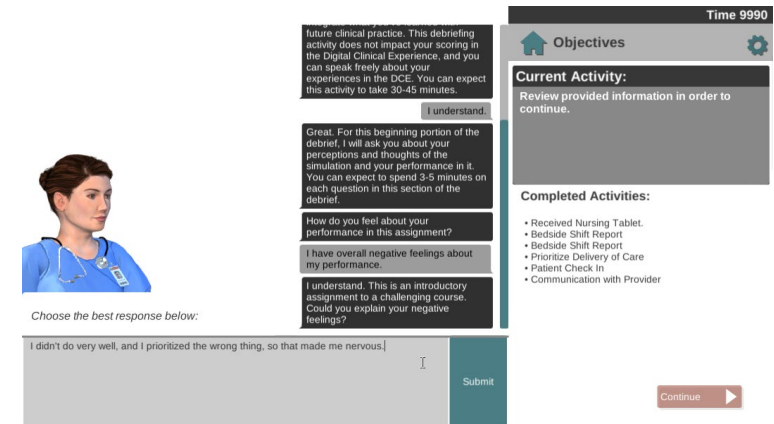 Time 9990
future clinical practice. This debriefing
activity does not impact your scoring in
the Digital Clinical Experience, and you
can speak freely about your
experiences in the DCE. You can expect
this activity to take 30-45 minutes.
I understand.
Great. For this beginning portion of the
debrief, I will ask you about your
perceptions and thoughts of the
simulation and your performance in it.
You can expect to spend 3-5 minutes on
each question in this section of the
debrief.
How do you feel about your
performance in this assignment?
I have overall negative feelings about
my performance.
I understand. This is an introductory
assignment to a challenging course.
Could you explain your negative
feelings?
Choose the best response below:
I didn't do very well, and I prioritized the wrong thing, so that made me nervous.
Submit
Objectives
Current Activity:
Review provided information in order to
continue.
Completed Activities:
• Received Nursing Tablet.
• Bedside Shift Report
• Bedside Shift Report
• Prioritize Delivery of Care
• Patient Check In
• Communication with Provider
Continue